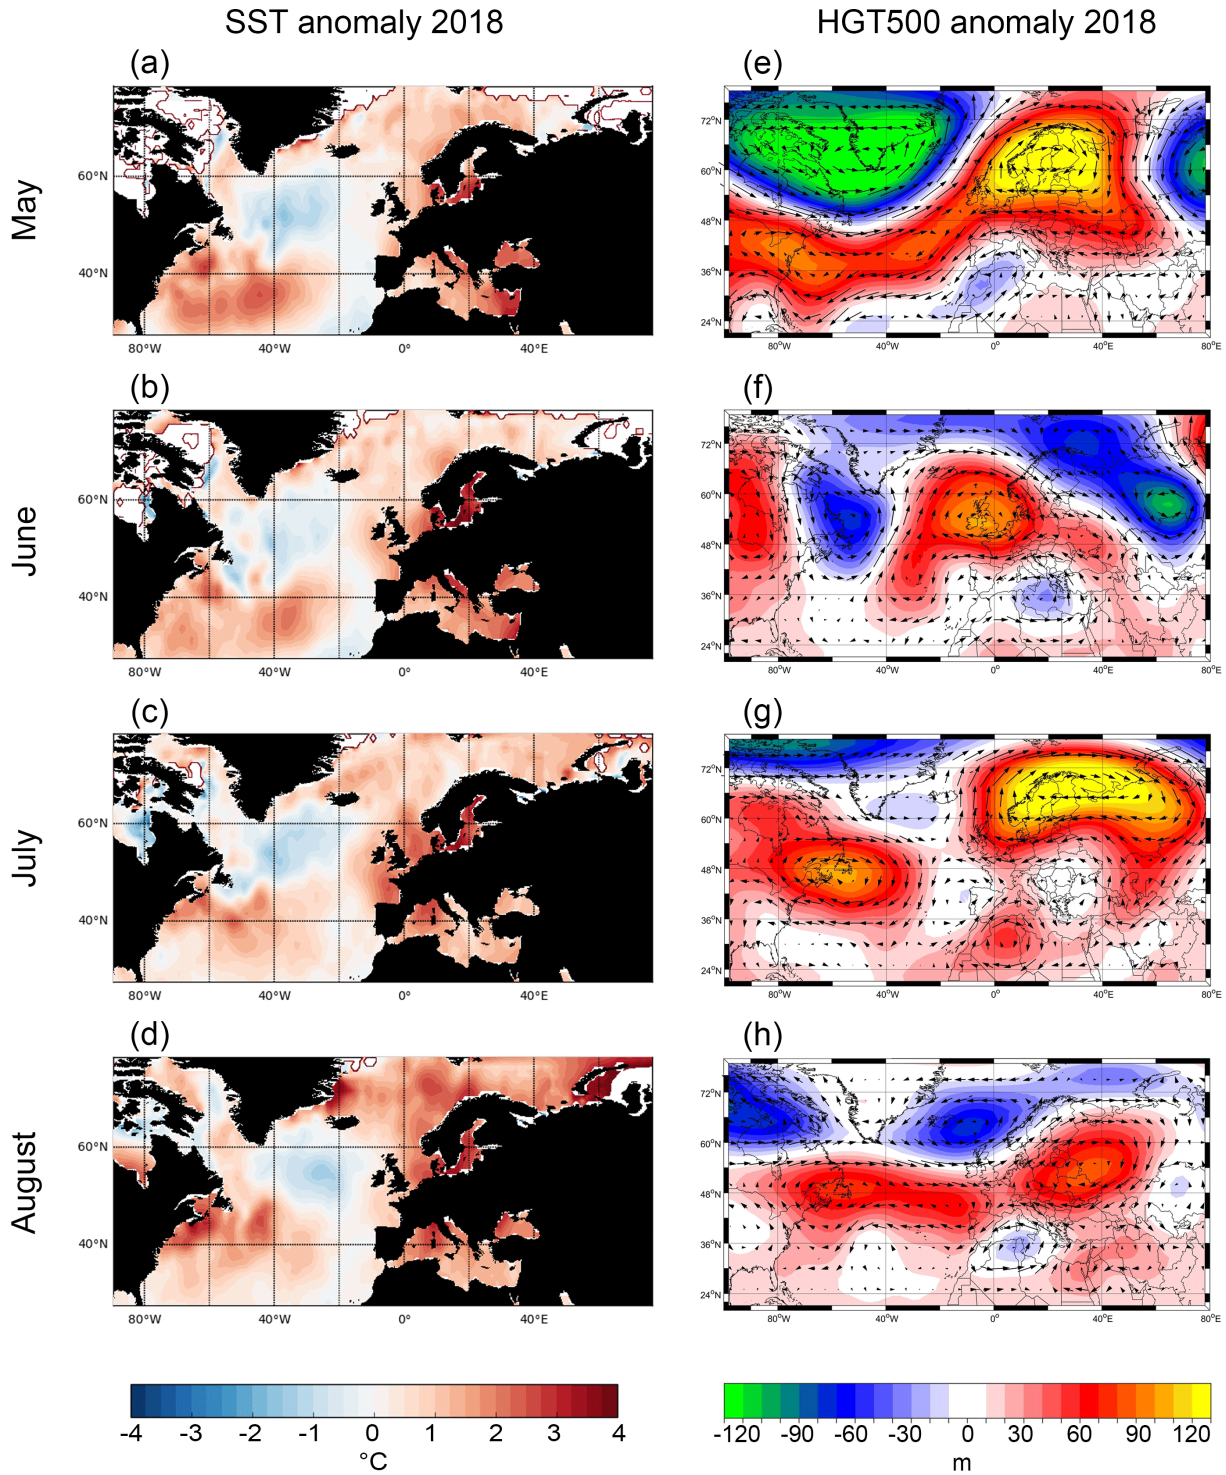 SST anomaly 2018 HGT500 anomaly 2018
(a) (e)
May
60°N
40°N
80°W 40°W 0° 40°E
72°N
60°N
48°N
36°N
24°N
80°W 40°W 0° 40°E 80°E
(b) (f)
June
60°N
40°N
80°W 40°W 0° 40°E
72°N
60°N
48°N
36°N
24°N
80°W 40°W 0° 40°E 80°E
(c) (g)
July
60°N
40°N
80°W 40°W 0° 40°E
72°N
60°N
48°N
36°N
24°N
80°W 40°W 0° 40°E 80°E
(d) (h)
August
60°N
40°N
80°W 40°W 0° 40°E
72°N
60°N
48°N
36°N
24°N
80°W 40°W 0° 40°E 80°E
-4 -3 -2 -1 0 1 2 3 4
°C
-120 -90 -60 -30 0 30 60 90 120
m